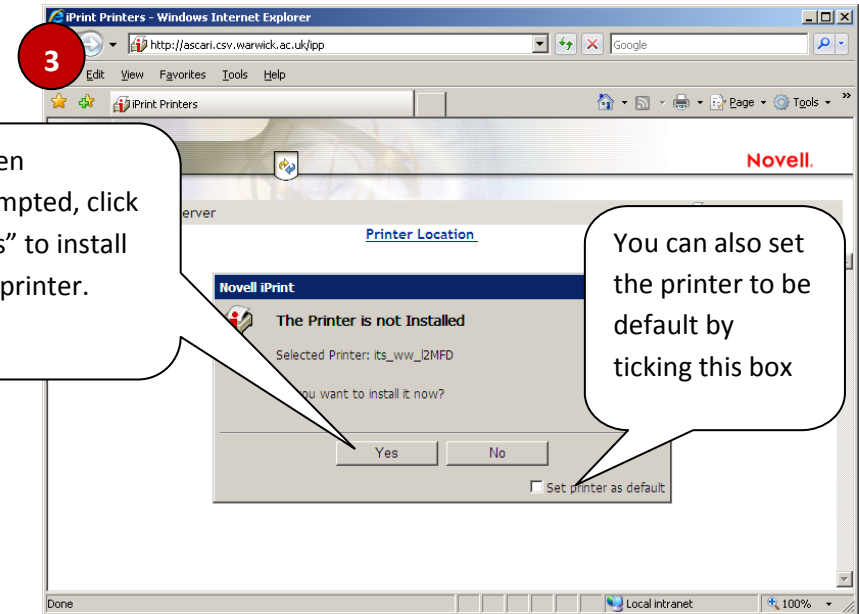 iPrint Printers - Windows Internet Explorer
3
http://ascari.csv.warwick.ac.uk/ipp
Google
Edit View Favorites Tools Help
iPrint Printers
Page Tools
Novell.
erver
Printer Location
en
mpted, click
s” to install
printer.
You can also set
the printer to be
default by
ticking this box
Novell iPrint
The Printer is not Installed
Selected Printer: its_ww_l2MFD
you want to install it now?
Yes No
Set printer as default
Done Local intranet 100%